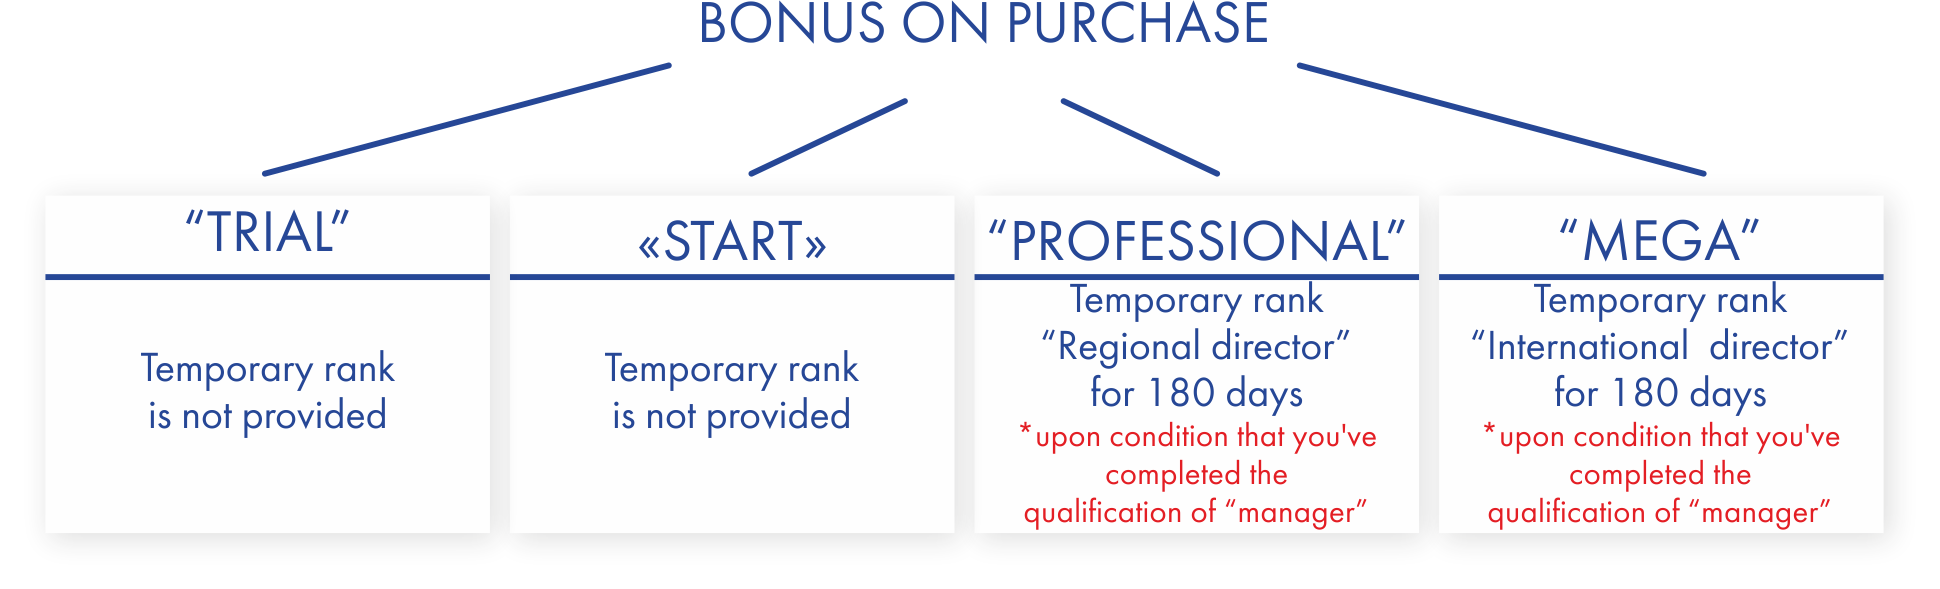 BONUS ON PURCHASE
“TRIAL”
Temporary rank
is not provided
«START»
Temporary rank
is not provided
“PROFESSIONAL”
Temporary rank
“Regional director”
for 180 days
*upon condition that you've
completed the
qualification of “manager”
“MEGA”
Temporary rank
“International director”
for 180 days
*upon condition that you've
completed the
qualification of “manager”